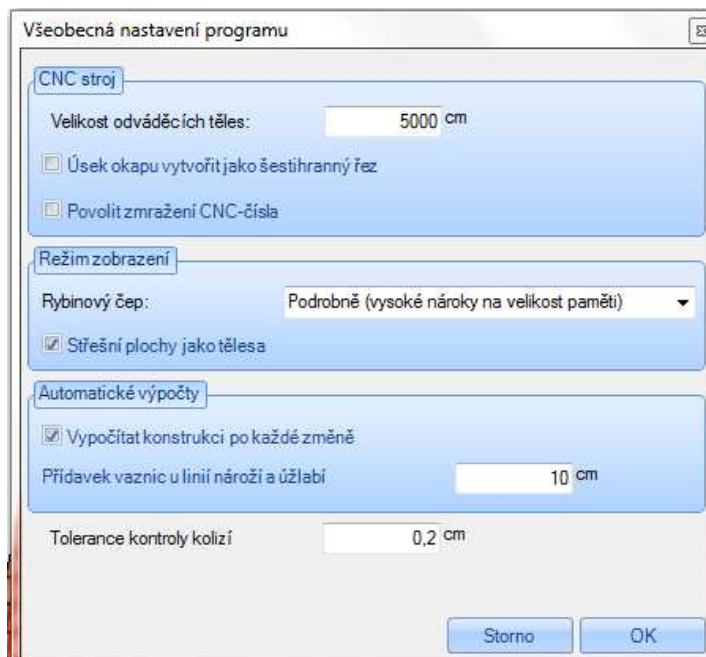 Všeobecná nastavení programu
CNC stroj
Velikost odváděcích těles: 5000 cm
Úsek okapu vytvořit jako šestihranný řez
Povolit zmražení CNC-čísla
Režim zobrazení
Rybinový čep: Podrobně (vysoké nároky na velikost paměti)
Střešní plochy jako tělesa
Automatické výpočty
Vypočítat konstrukci po každé změně
Přídavek vaznic u linií nároží a úžlabí 10 cm
Tolerance kontroly kolizí 0,2 cm
Storno OK